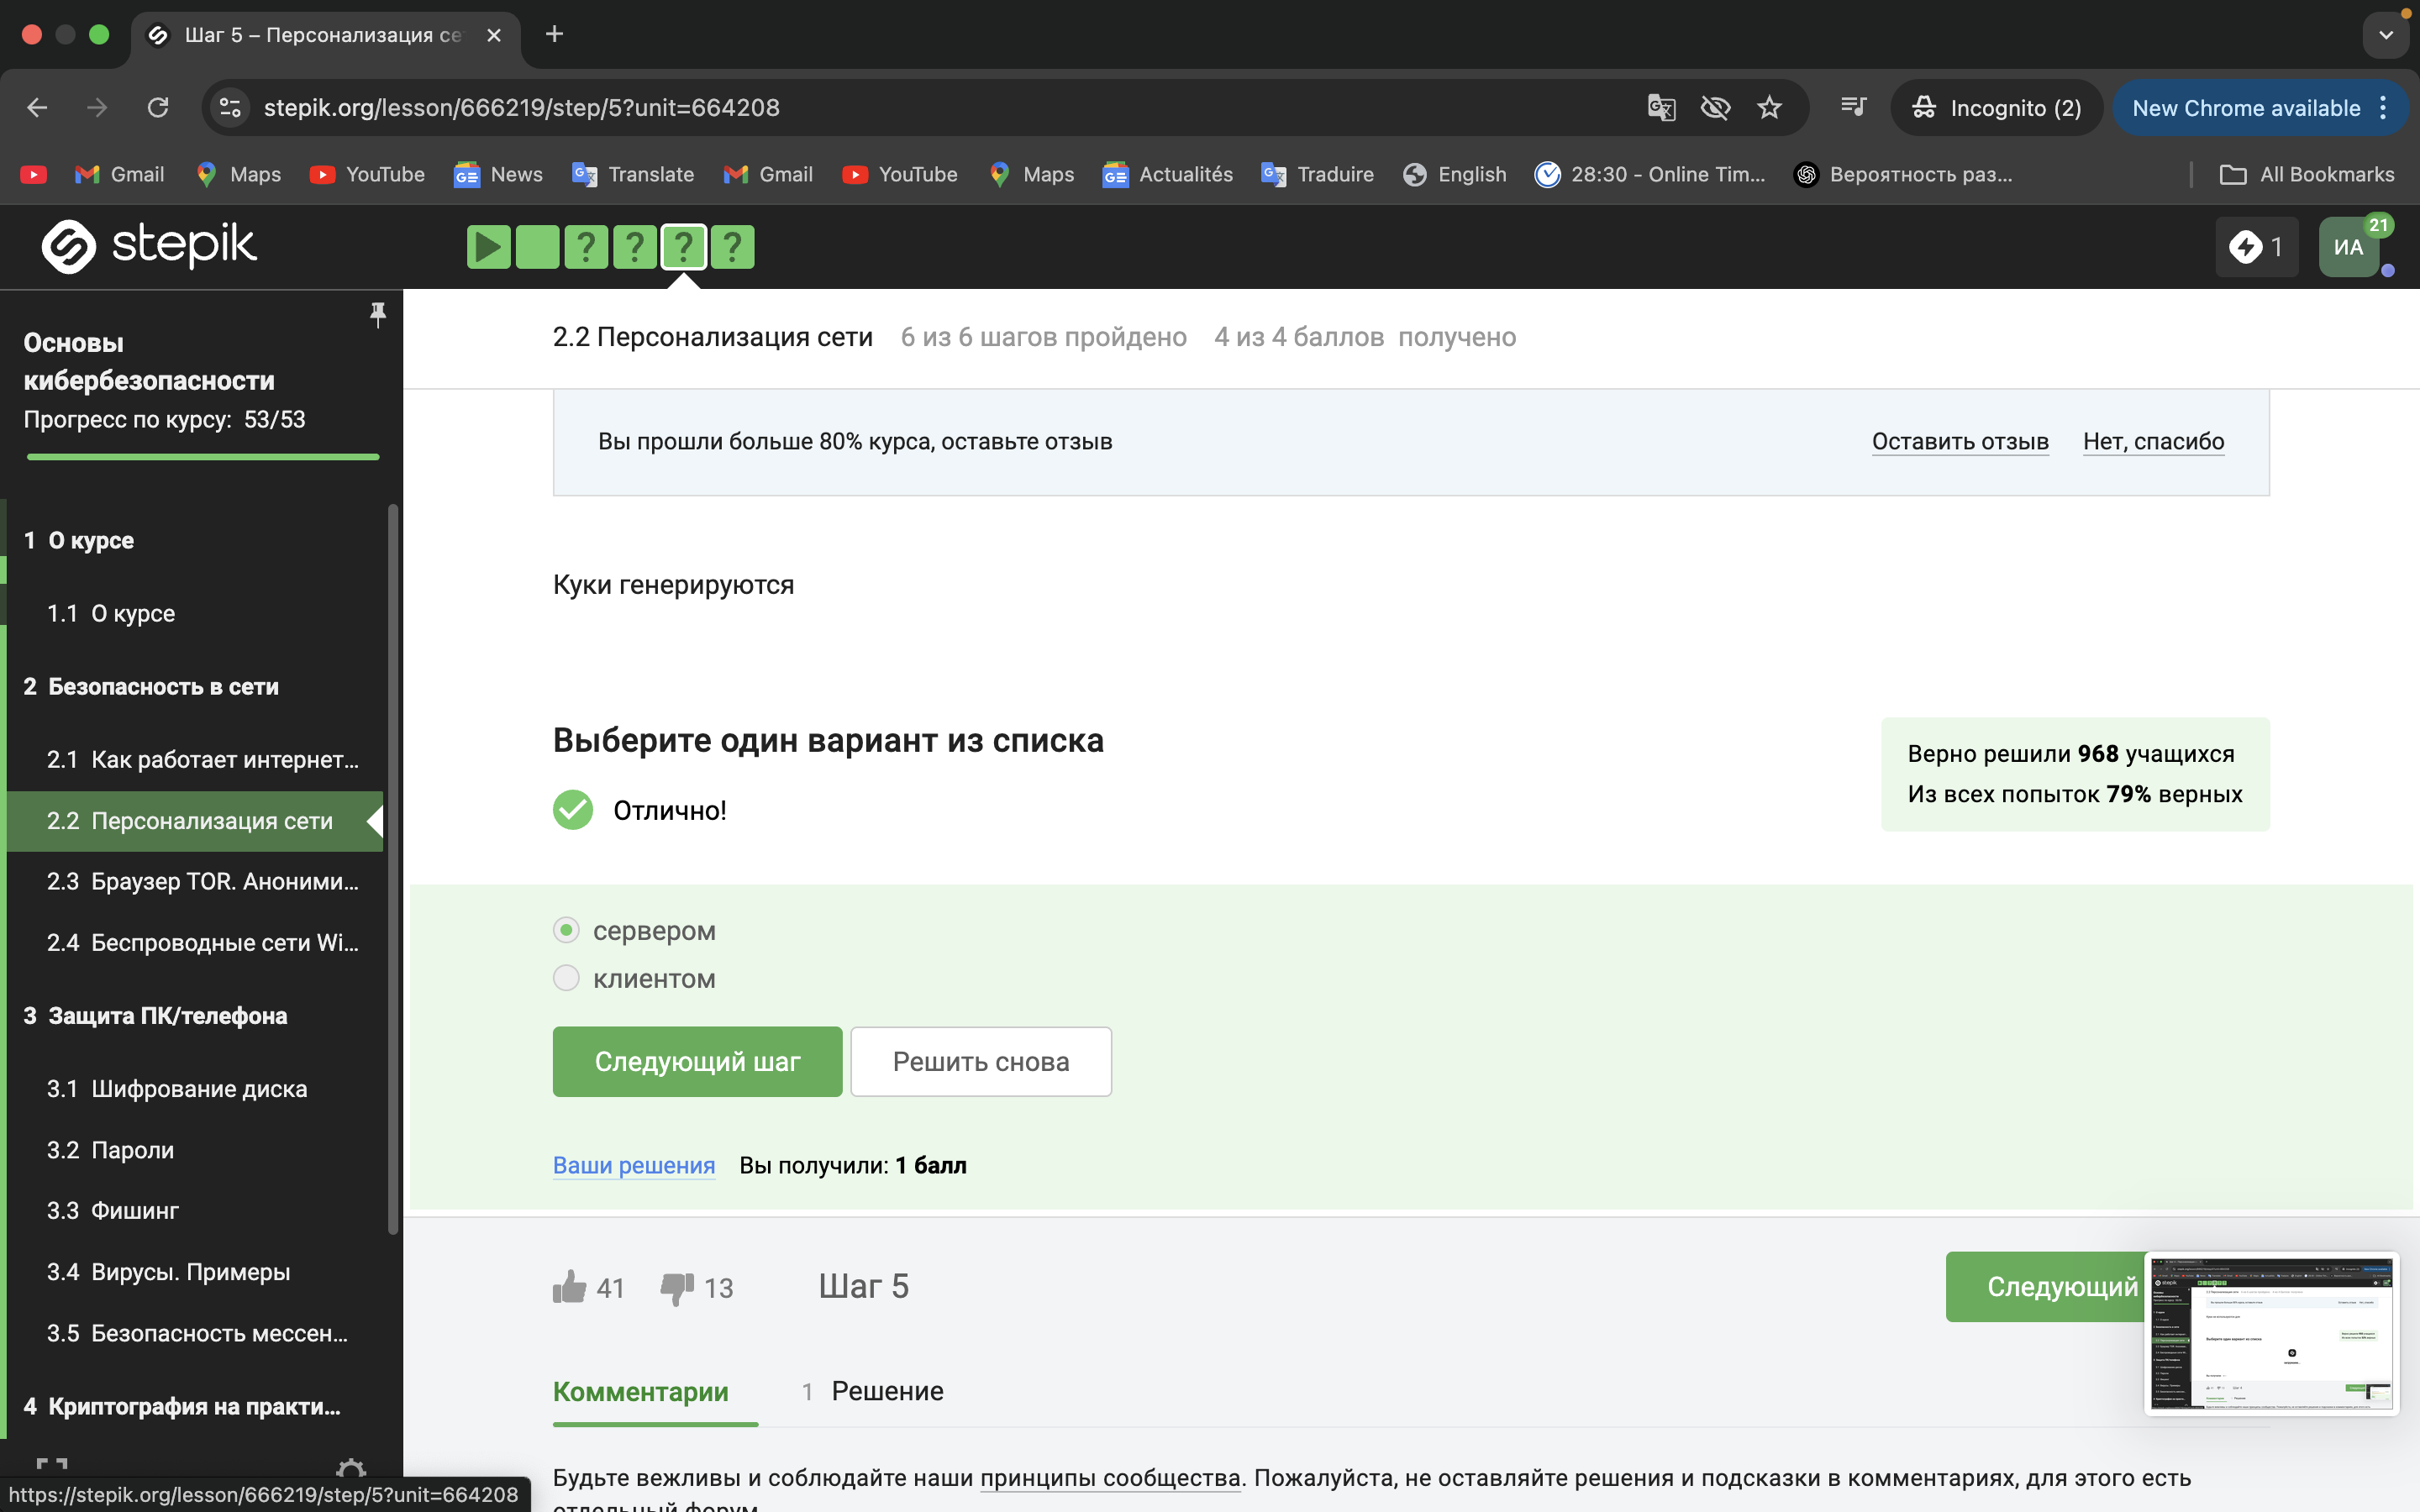 Шаг 5 – Персонализация се
stepik.org/lesson/666219/step/5?unit=664208
Incognito (2)
New Chrome available
Gmail
Maps
YouTube
News
Translate
Gmail
YouTube
Maps
Actualités
Traduire
English
28:30 - Online Tim...
Вероятность раз...
All Bookmarks
stepik
? ? ? ?
1
ИА
21
Основы
кибербезопасности
Прогресс по курсу: 53/53
1 О курсе
1.1 О курсе
2 Безопасность в сети
2.1 Как работает интернет...
2.2 Персонализация сети
2.3 Браузер TOR. Аноними...
2.4 Беспроводные сети Wi...
3 Защита ПК/телефона
3.1 Шифрование диска
3.2 Пароли
3.3 Фишинг
3.4 Вирусы. Примеры
3.5 Безопасность мессен...
4 Криптография на практи...
https://stepik.org/lesson/666219/step/5?unit=664208
2.2 Персонализация сети 6 из 6 шагов пройдено 4 из 4 баллов получено
Вы прошли больше 80% курса, оставьте отзыв
Оставить отзыв
Нет, спасибо
Куки генерируются
Выберите один вариант из списка
Отлично!
Верно решили 968 учащихся
Из всех попыток 79% верных
сервером
клиентом
Следующий шаг
Решить снова
Ваши решения Вы получили: 1 балл
41
13
Шаг 5
Следующий
Комментарии
1 Решение
Будьте вежливы и соблюдайте наши принципы сообщества. Пожалуйста, не оставляйте решения и подсказки в комментариях, для этого есть
отдельный форум.